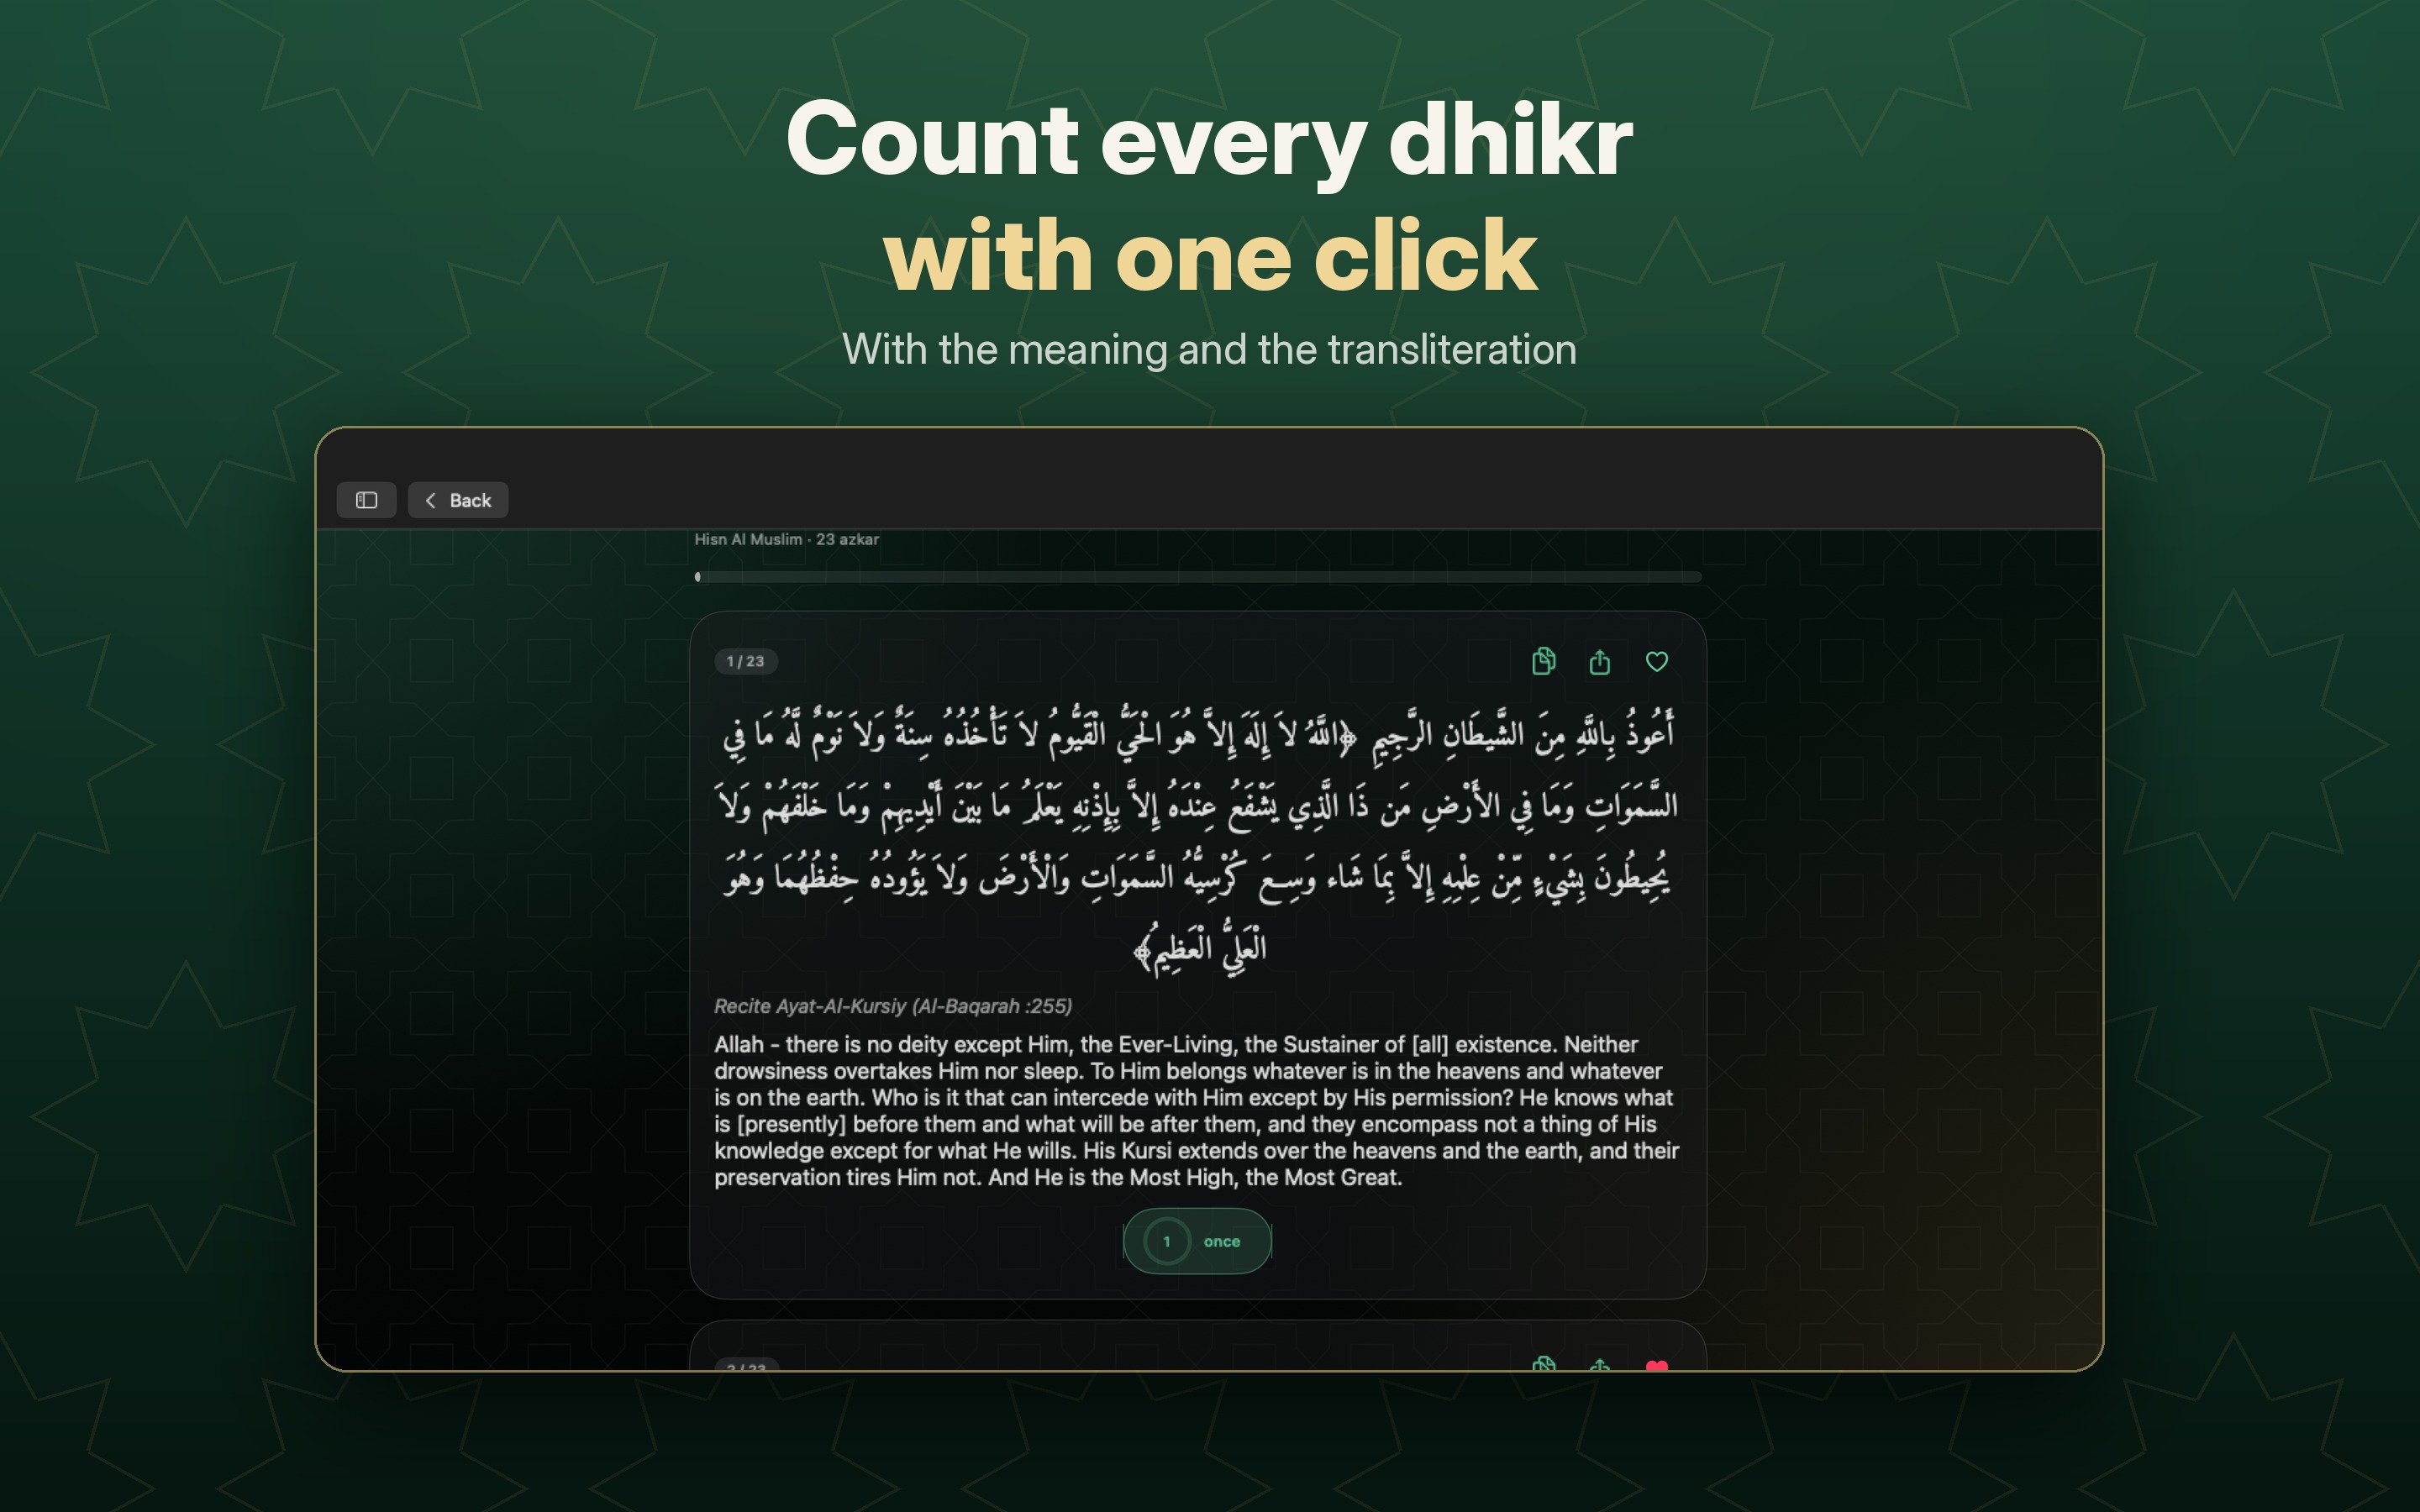 Count every dhikr
with one click
With the meaning and the transliteration
Back
Hisn Al Muslim · 23 azkar
1 / 23
أَعُوذُ بِاللَّهِ مِنَ الشَّيطَانِ الرَّجِيمِ ﴿اللَّهُ لاَ إِلَهَ إِلاَّ هُوَ الْحَيُّ الْقَيُّومُ لاَ تَأْخُذُهُ سِنَةٌ وَلاَ نَوْمٌ لَّهُ مَا فِي
السَّمَوَاتِ وَمَا فِي الأَرْضِ مَن ذَا الَّذِي يَشْفَعُ عِنْدَهُ إِلاَّ بِإِذْنِهِ يَعْلَمُ مَا بَيْنَ أَيْدِيهِمْ وَمَا خَلْفَهُمْ وَلاَ
يُحِيطُونَ بِشَيْءٍ مِّنْ عِلْمِهِ إِلاَّ بِمَا شَاء وَسِعَ كُرْسِيُّهُ السَّمَوَاتِ وَالْأَرْضَ وَلاَ يَؤُودُهُ حِفْظُهُمَا وَهُوَ
الْعَلِيُّ الْعَظِيمُ﴾
Recite Ayat-Al-Kursiy (Al-Baqarah :255)
Allah - there is no deity except Him, the Ever-Living, the Sustainer of [all] existence. Neither
drowsiness overtakes Him nor sleep. To Him belongs whatever is in the heavens and whatever
is on the earth. Who is it that can intercede with Him except by His permission? He knows what
is [presently] before them and what will be after them, and they encompass not a thing of His
knowledge except for what He wills. His Kursi extends over the heavens and the earth, and their
preservation tires Him not. And He is the Most High, the Most Great.
1 once
2 / 23